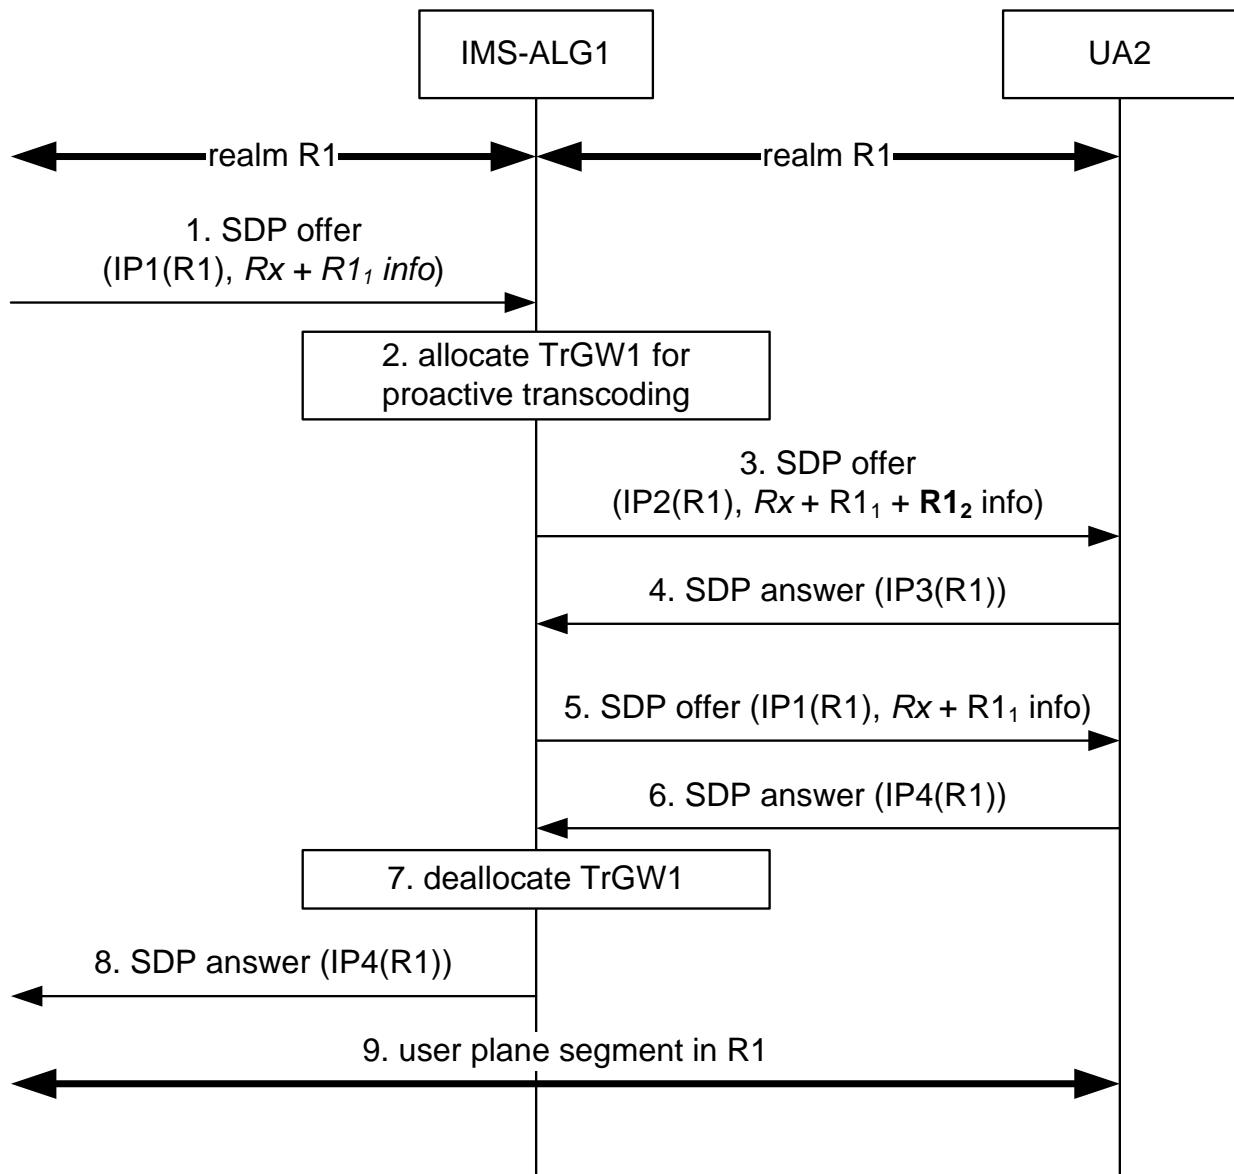 IMS-ALG1
UA2
realm R1
realm R1
1. SDP offer
(IP1(R1), Rx + R1₁ info)
2. allocate TrGW1 for
proactive transcoding
3. SDP offer
(IP2(R1), Rx + R1₁ + R1₂ info)
4. SDP answer (IP3(R1))
5. SDP offer (IP1(R1), Rx + R1₁ info)
6. SDP answer (IP4(R1))
7. deallocate TrGW1
8. SDP answer (IP4(R1))
9. user plane segment in R1